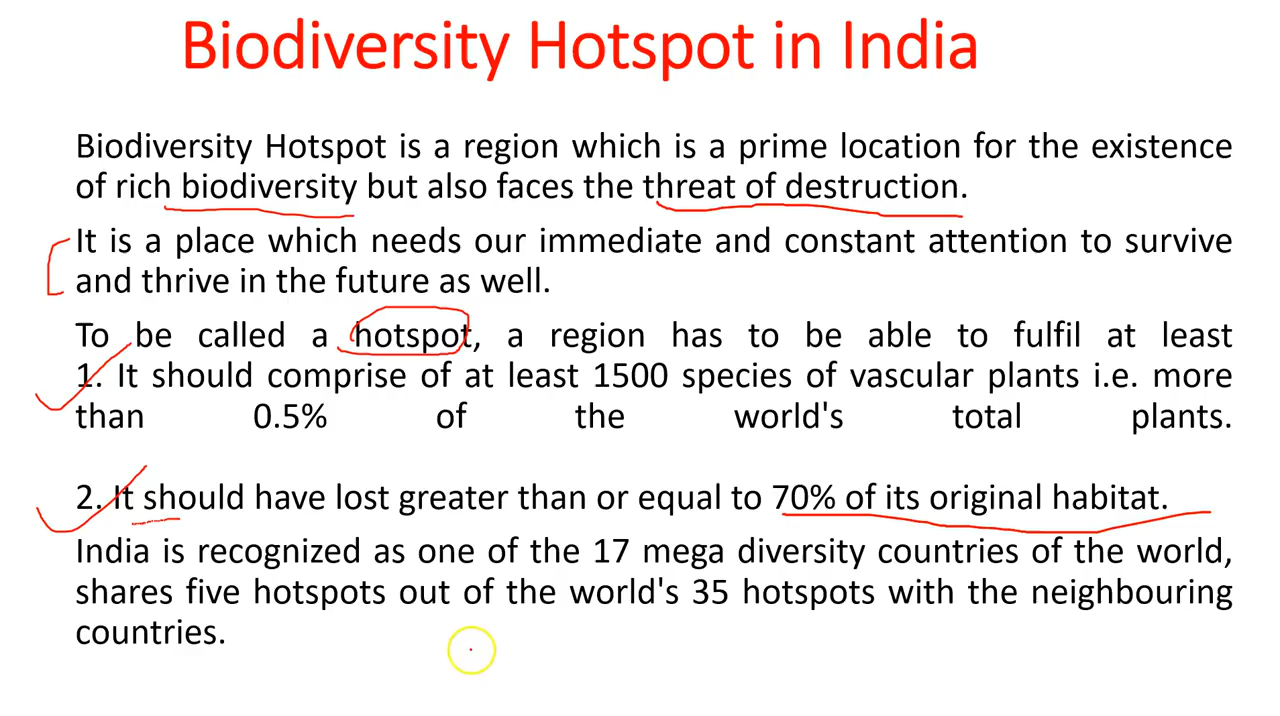 Biodiversity Hotspot in India
Biodiversity Hotspot is a region which is a prime location for the existence
of rich biodiversity but also faces the threat of destruction.
It is a place which needs our immediate and constant attention to survive
and thrive in the future as well.
To be called a hotspot, a region has to be able to fulfil at least
1. It should comprise of at least 1500 species of vascular plants i.e. more
than 0.5% of the world's total plants.
2. It should have lost greater than or equal to 70% of its original habitat.
India is recognized as one of the 17 mega diversity countries of the world,
shares five hotspots out of the world's 35 hotspots with the neighbouring
countries.